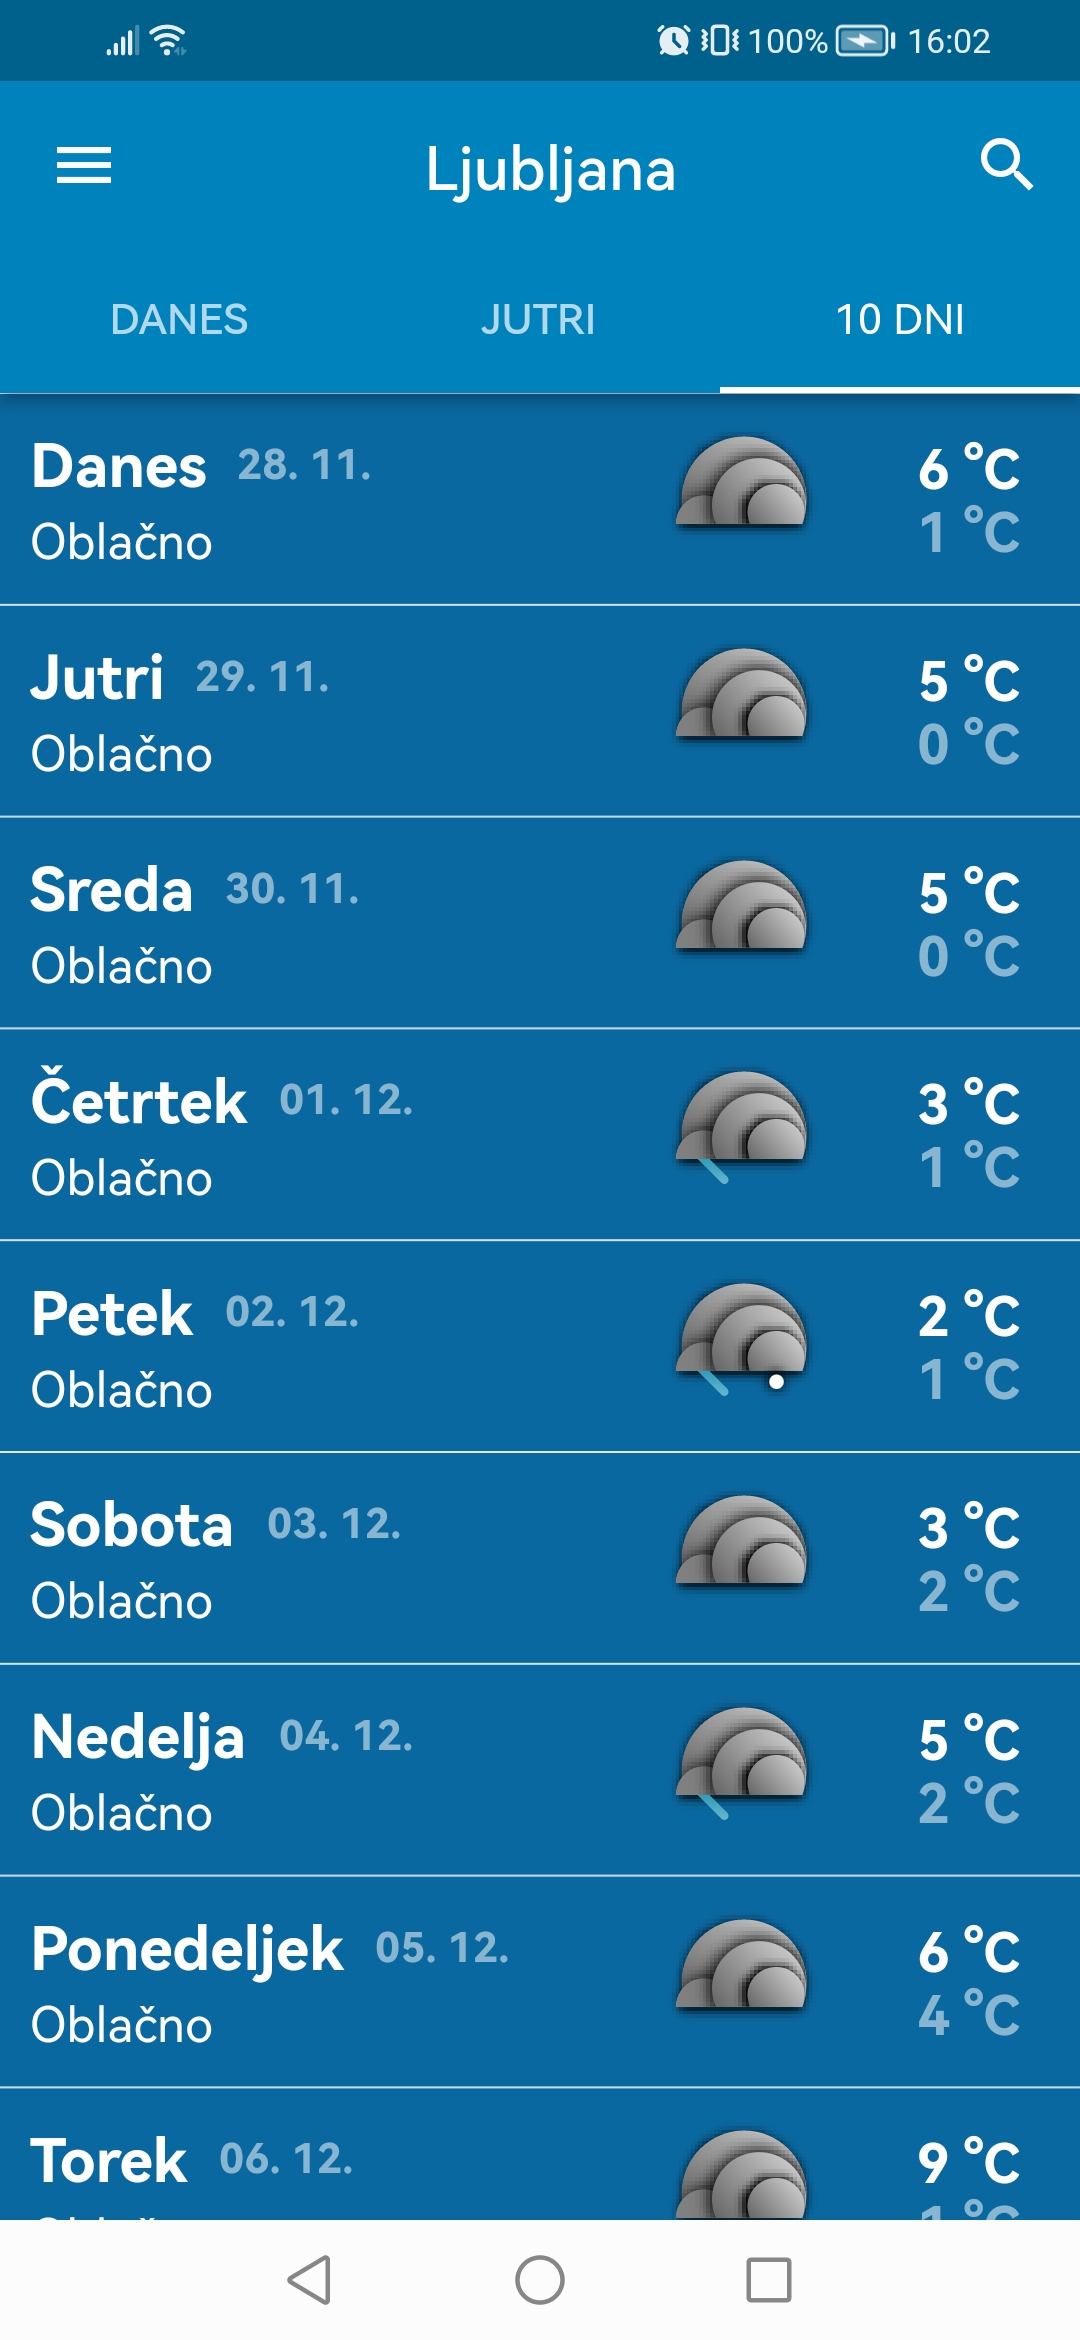 100% 16:02
Ljubljana
DANES JUTRI 10 DNI
Danes 28. 11. 6 °C
Oblačno 1 °C
Jutri 29. 11. 5 °C
Oblačno 0 °C
Sreda 30. 11. 5 °C
Oblačno 0 °C
Četrtek 01. 12. 3 °C
Oblačno 1 °C
Petek 02. 12. 2 °C
Oblačno 1 °C
Sobota 03. 12. 3 °C
Oblačno 2 °C
Nedelja 04. 12. 5 °C
Oblačno 2 °C
Ponedeljek 05. 12. 6 °C
Oblačno 4 °C
Torek 06. 12. 9 °C